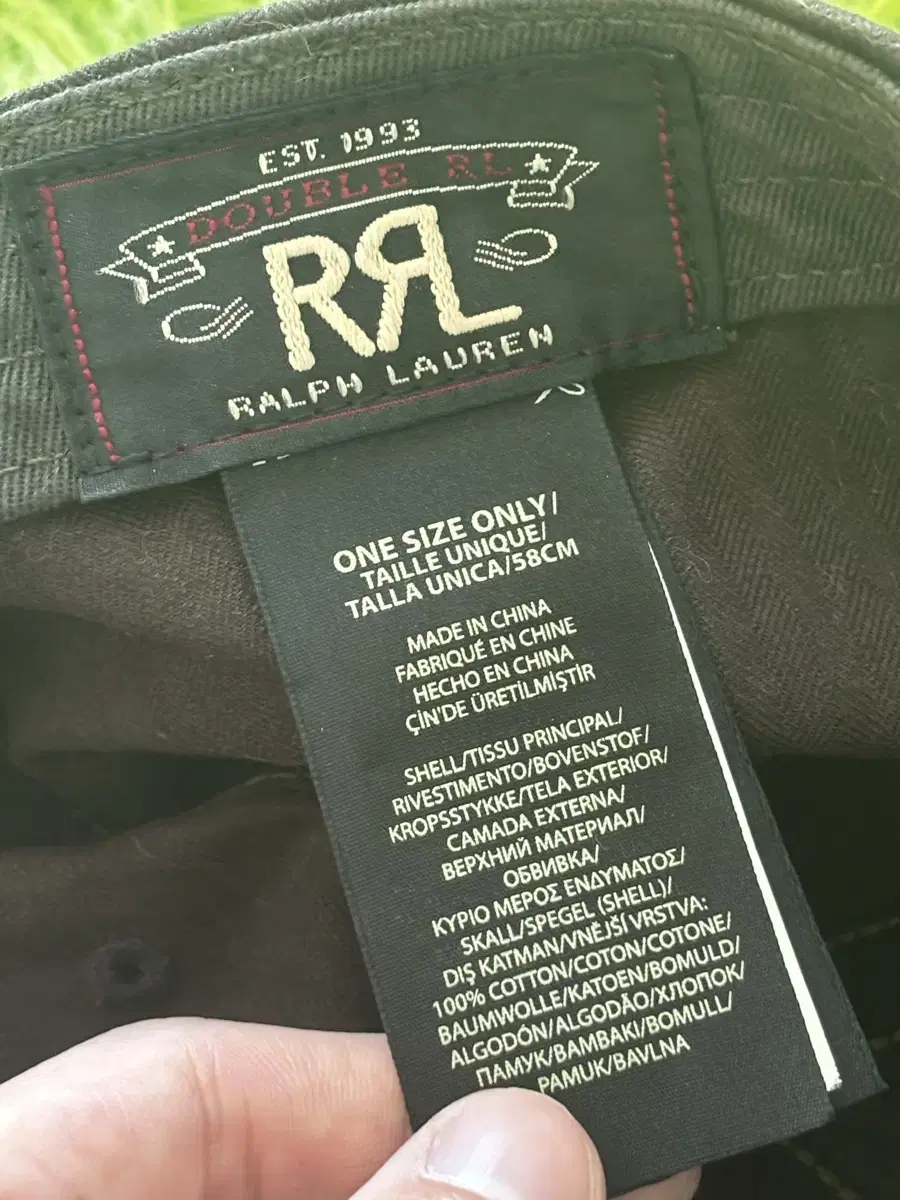 EST. 1993
DOUBLE RL
RRL
RALPH LAUREN
ONE SIZE ONLY/
TAILLE UNIQUE/
TALLA UNICA/58CM
MADE IN CHINA
FABRIQUÉ EN CHINE
HECHO EN CHINA
ÇİN'DE ÜRETİLMİŞTİR
SHELL/TISSU PRINCIPAL/
RIVESTIMENTO/BOVENSTOF/
KROPSSTYKKE/TELA EXTERIOR/
CAMADA EXTERNA/
ВЕРХНИЙ МАТЕРИАЛ/
ОБВИВКА/
ΚΥΡΙΟ ΜΕΡΟΣ ΕΝΔΥΜΑΤΟΣ/
SKALL/SPEGEL (SHELL)/
DIŞ KATMAN/VNĚJŠÍ VRSTVA:
100% COTTON/COTON/COTONE/
BAUMWOLLE/KATOEN/BOMULD/
ALGODÓN/ALGODÃO/ХЛОПОК/
ПАМУК/ΒΑΜΒΑΚΙ/BOMULL/
PAMUK/BAVLNA